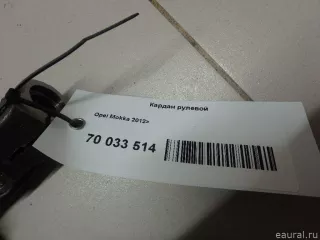 Кардан рулевой
Opel Mokka 2012>
70 033 514
eaural.ru/